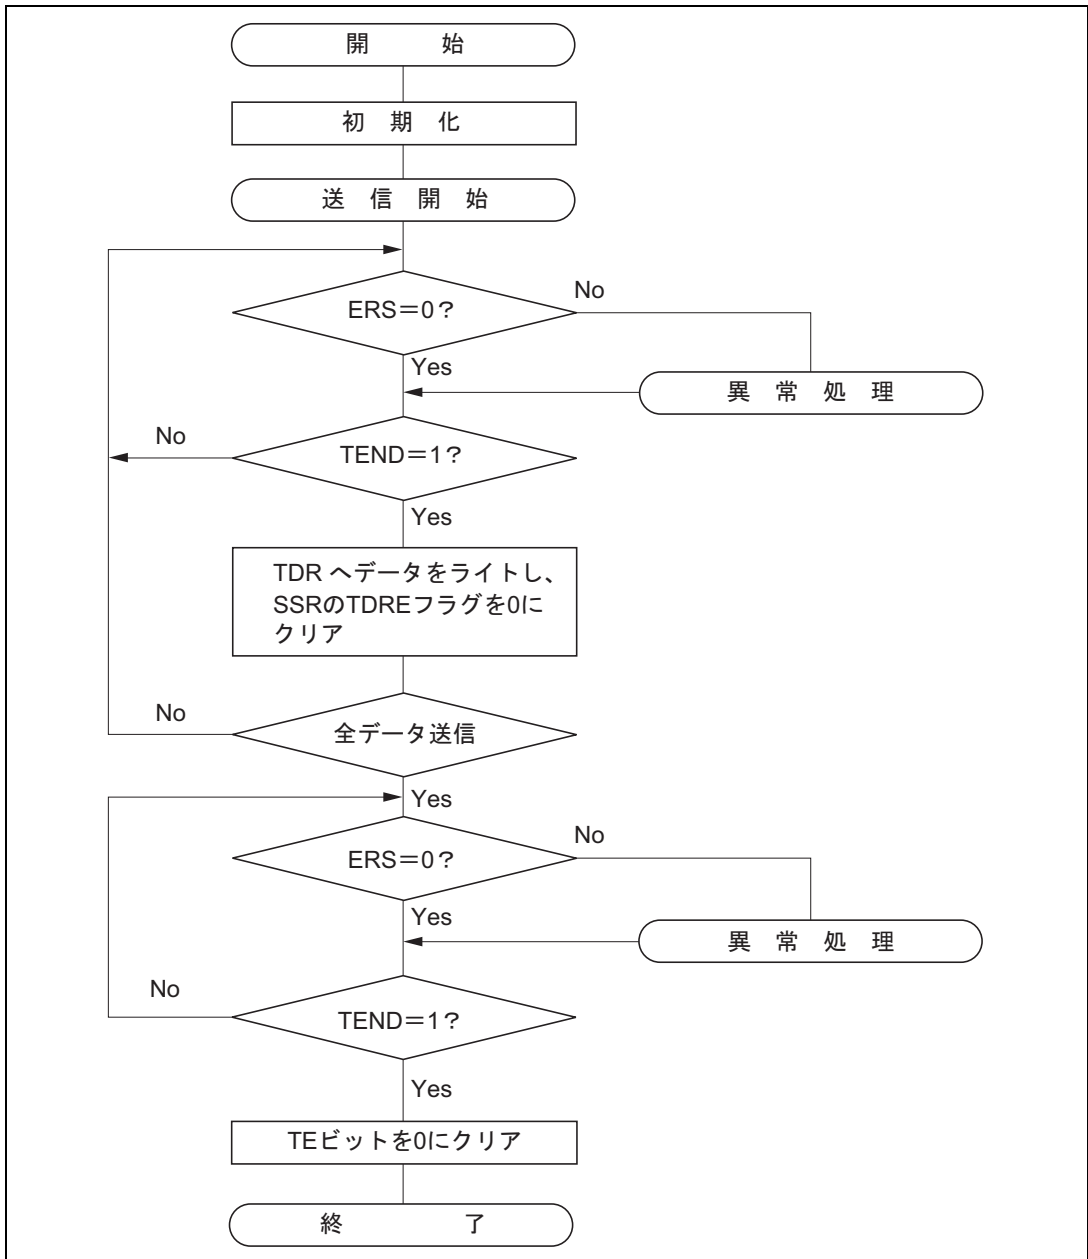 開始
初期化
送信開始
ERS=0?
No
Yes
異常処理
No
TEND=1?
Yes
TDR へデータをライトし、
SSRのTDREフラグを0に
クリア
No
全データ送信
Yes
ERS=0?
No
Yes
異常処理
No
TEND=1?
Yes
TEビットを0にクリア
終了